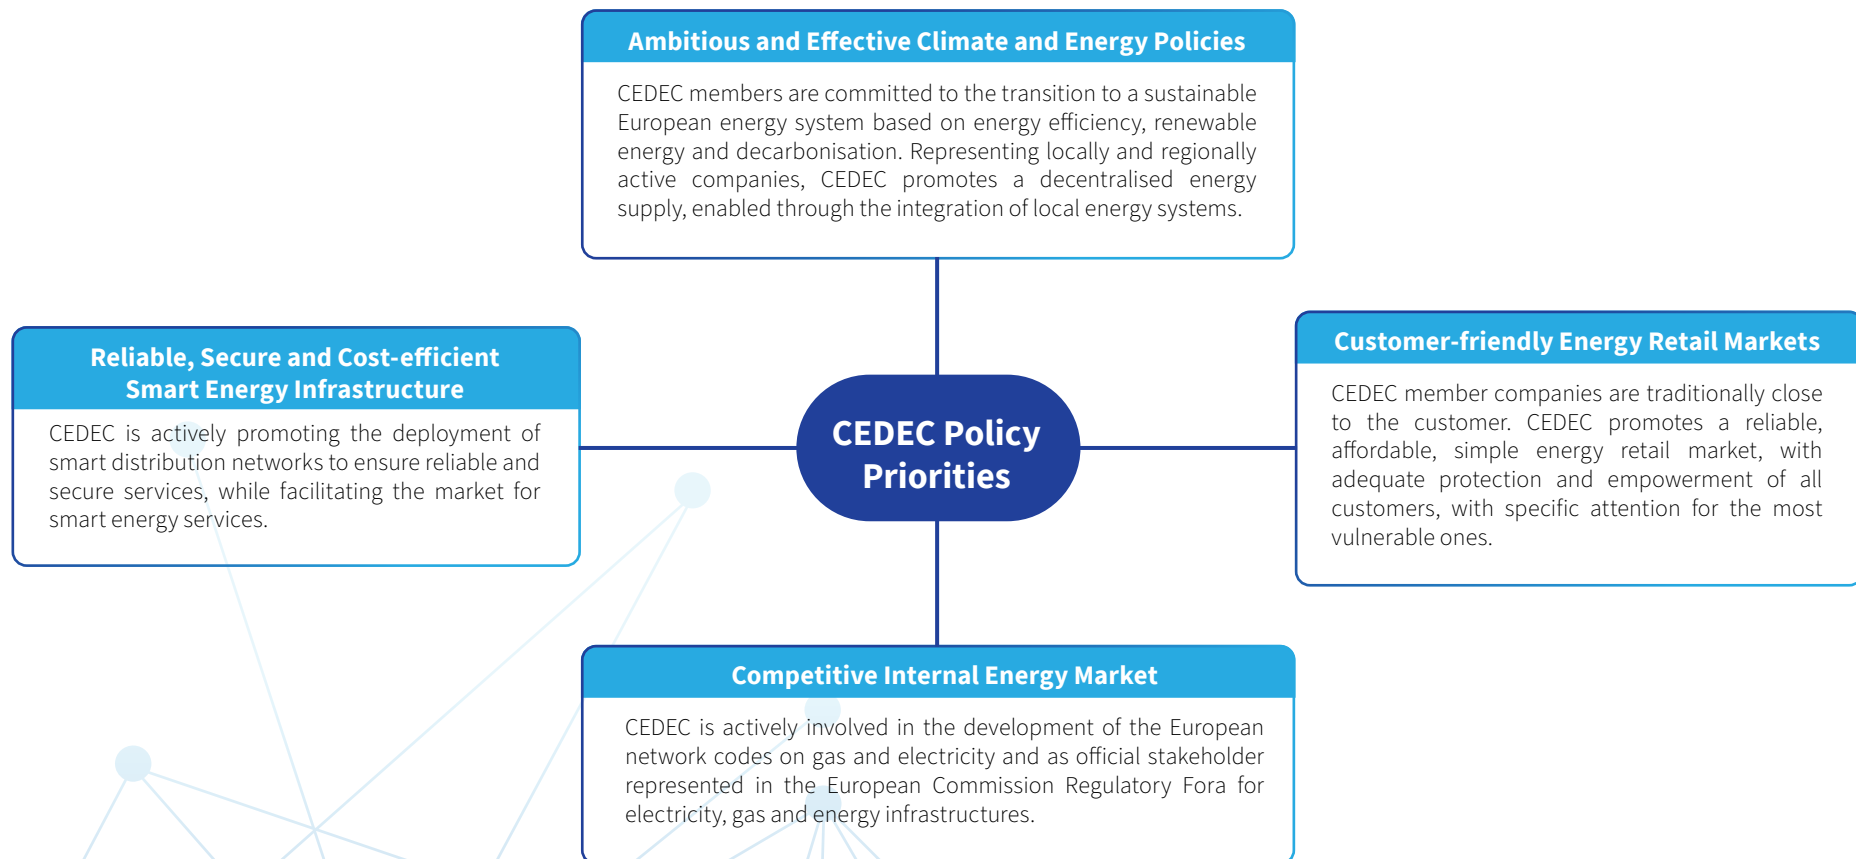 Ambitious and Effective Climate and Energy Policies
CEDEC members are committed to the transition to a sustainable
European energy system based on energy efficiency, renewable
energy and decarbonisation. Representing locally and regionally
active companies, CEDEC promotes a decentralised energy
supply, enabled through the integration of local energy systems.
Reliable, Secure and Cost-efficient
Smart Energy Infrastructure
CEDEC is actively promoting the deployment of
smart distribution networks to ensure reliable and
secure services, while facilitating the market for
smart energy services.
CEDEC Policy
Priorities
Customer-friendly Energy Retail Markets
CEDEC member companies are traditionally close
to the customer. CEDEC promotes a reliable,
affordable, simple energy retail market, with
adequate protection and empowerment of all
customers, with specific attention for the most
vulnerable ones.
Competitive Internal Energy Market
CEDEC is actively involved in the development of the European
network codes on gas and electricity and as official stakeholder
represented in the European Commission Regulatory Fora for
electricity, gas and energy infrastructures.